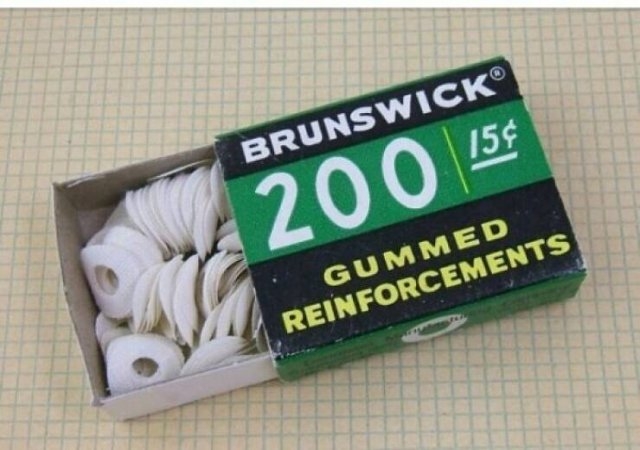 BRUNSWICK®
200 15¢
GUMMED
REINFORCEMENTS